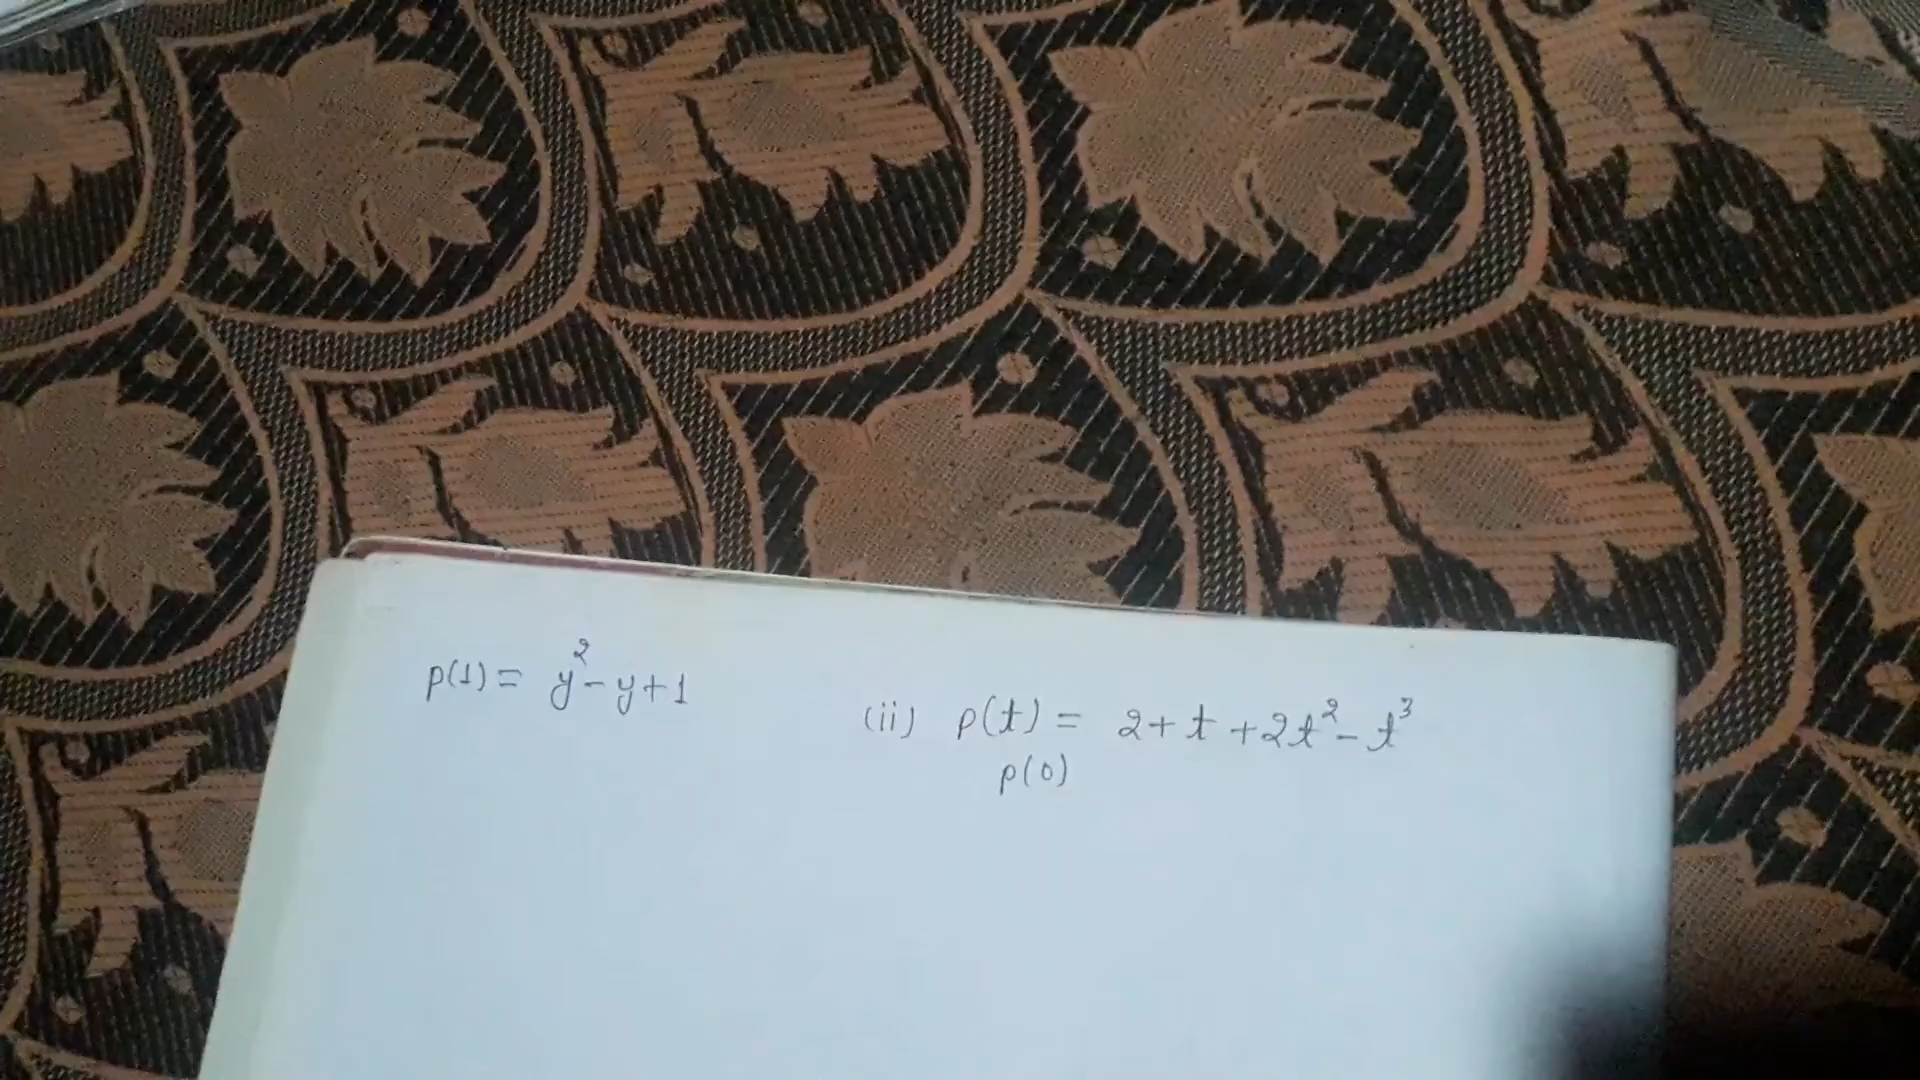 p(1) = y² - y + 1
(ii) p(t) = 2 + t + 2t² - t³
p(0)